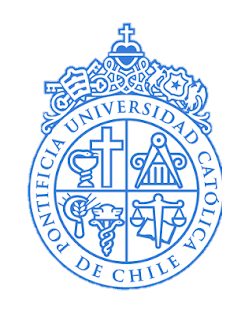 PONTIFICIA UNIVERSIDAD CATÓLICA
DE CHILE